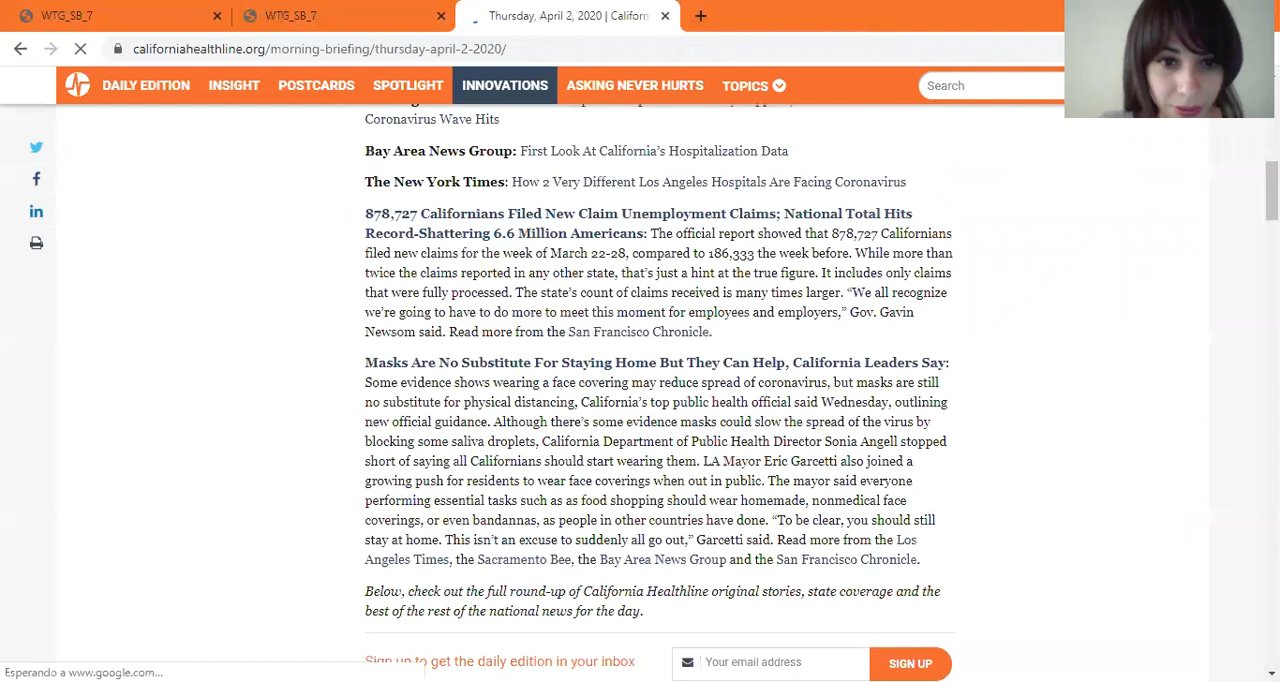 WTG_SB_7
WTG_SB_7
Thursday, April 2, 2020 | Californ
californiahealthline.org/morning-briefing/thursday-april-2-2020/
DAILY EDITION INSIGHT POSTCARDS SPOTLIGHT INNOVATIONS ASKING NEVER HURTS TOPICS
Search
Coronavirus Wave Hits
Bay Area News Group: First Look At California's Hospitalization Data
The New York Times: How 2 Very Different Los Angeles Hospitals Are Facing Coronavirus
878,727 Californians Filed New Claim Unemployment Claims; National Total Hits
Record-Shattering 6.6 Million Americans: The official report showed that 878,727 Californians
filed new claims for the week of March 22-28, compared to 186,333 the week before. While more than
twice the claims reported in any other state, that's just a hint at the true figure. It includes only claims
that were fully processed. The state's count of claims received is many times larger. “We all recognize
we're going to have to do more to meet this moment for employees and employers,” Gov. Gavin
Newsom said. Read more from the San Francisco Chronicle.
Masks Are No Substitute For Staying Home But They Can Help, California Leaders Say:
Some evidence shows wearing a face covering may reduce spread of coronavirus, but masks are still
no substitute for physical distancing, California's top public health official said Wednesday, outlining
new official guidance. Although there's some evidence masks could slow the spread of the virus by
blocking some saliva droplets, California Department of Public Health Director Sonia Angell stopped
short of saying all Californians should start wearing them. LA Mayor Eric Garcetti also joined a
growing push for residents to wear face coverings when out in public. The mayor said everyone
performing essential tasks such as as food shopping should wear homemade, nonmedical face
coverings, or even bandannas, as people in other countries have done. “To be clear, you should still
stay at home. This isn't an excuse to suddenly all go out,” Garcetti said. Read more from the Los
Angeles Times, the Sacramento Bee, the Bay Area News Group and the San Francisco Chronicle.
Below, check out the full round-up of California Healthline original stories, state coverage and the
best of the rest of the national news for the day.
Sign up to get the daily edition in your inbox
Your email address
SIGN UP
Esperando a www.google.com...